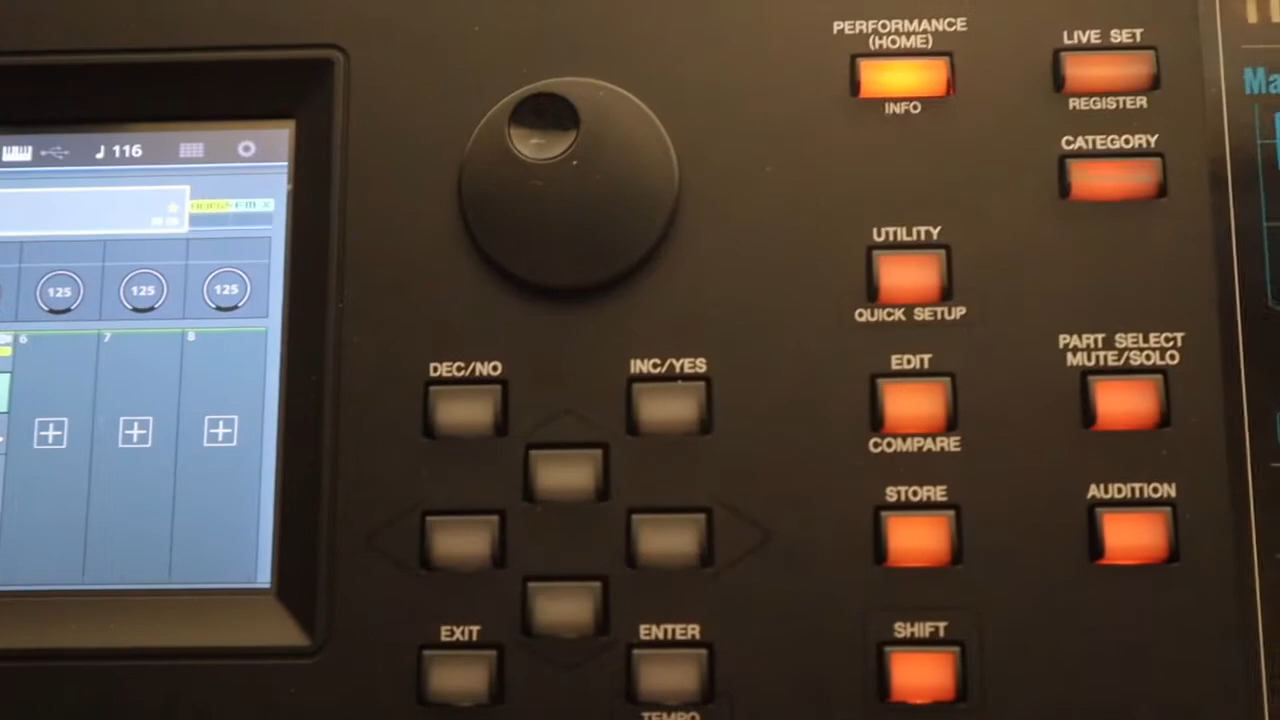 PERFORMANCE
(HOME)
INFO
LIVE SET
REGISTER
CATEGORY
116
125
125
125
6
7
8
UTILITY
QUICK SETUP
DEC/NO
INC/YES
EDIT
COMPARE
PART SELECT
MUTE/SOLO
STORE
AUDITION
EXIT
ENTER
TEMPO
SHIFT
Ma